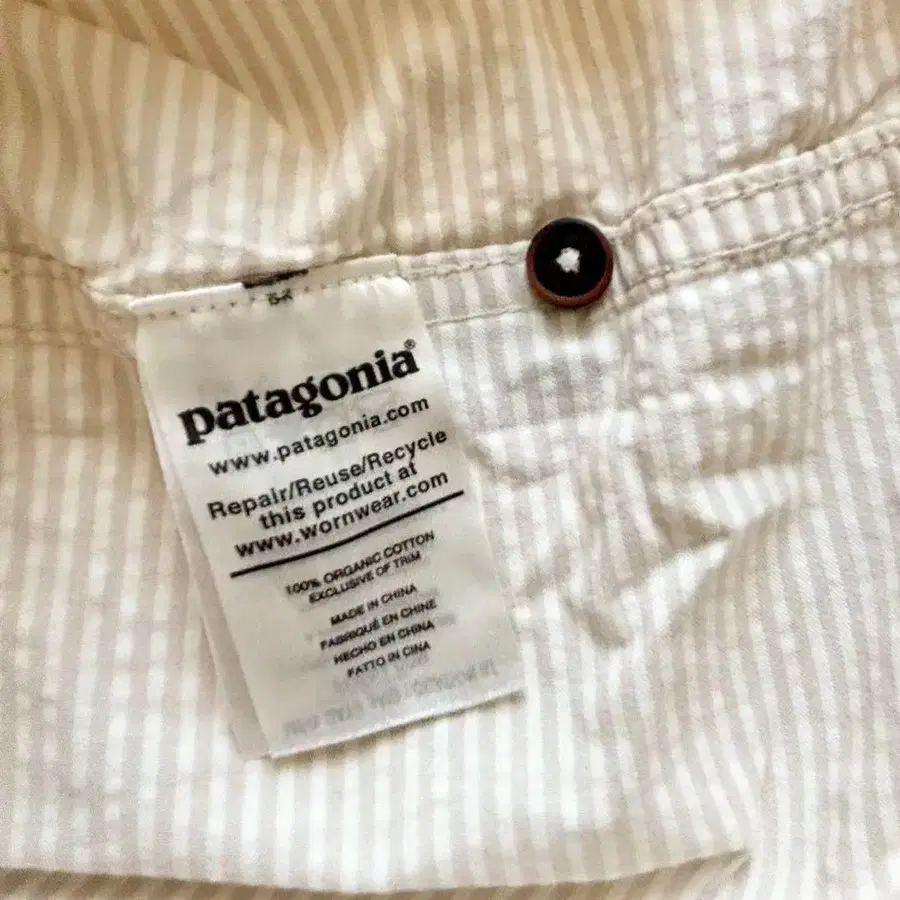 patagonia®
www.patagonia.com
Repair/Reuse/Recycle
this product at
www.wornwear.com
100% ORGANIC COTTON
EXCLUSIVE OF TRIM
MADE IN CHINA
FABRIQUÉ EN CHINE
HECHO EN CHINA
FATTO IN CINA